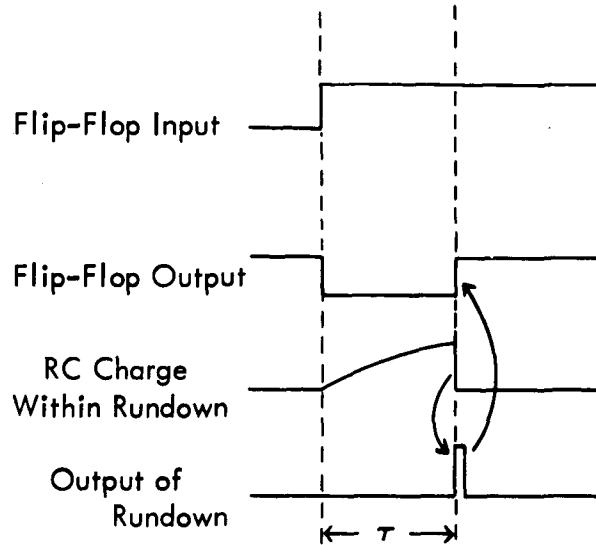 Flip-Flop Input
Flip-Flop Output
RC Charge
Within Rundown
Output of
Rundown
τ